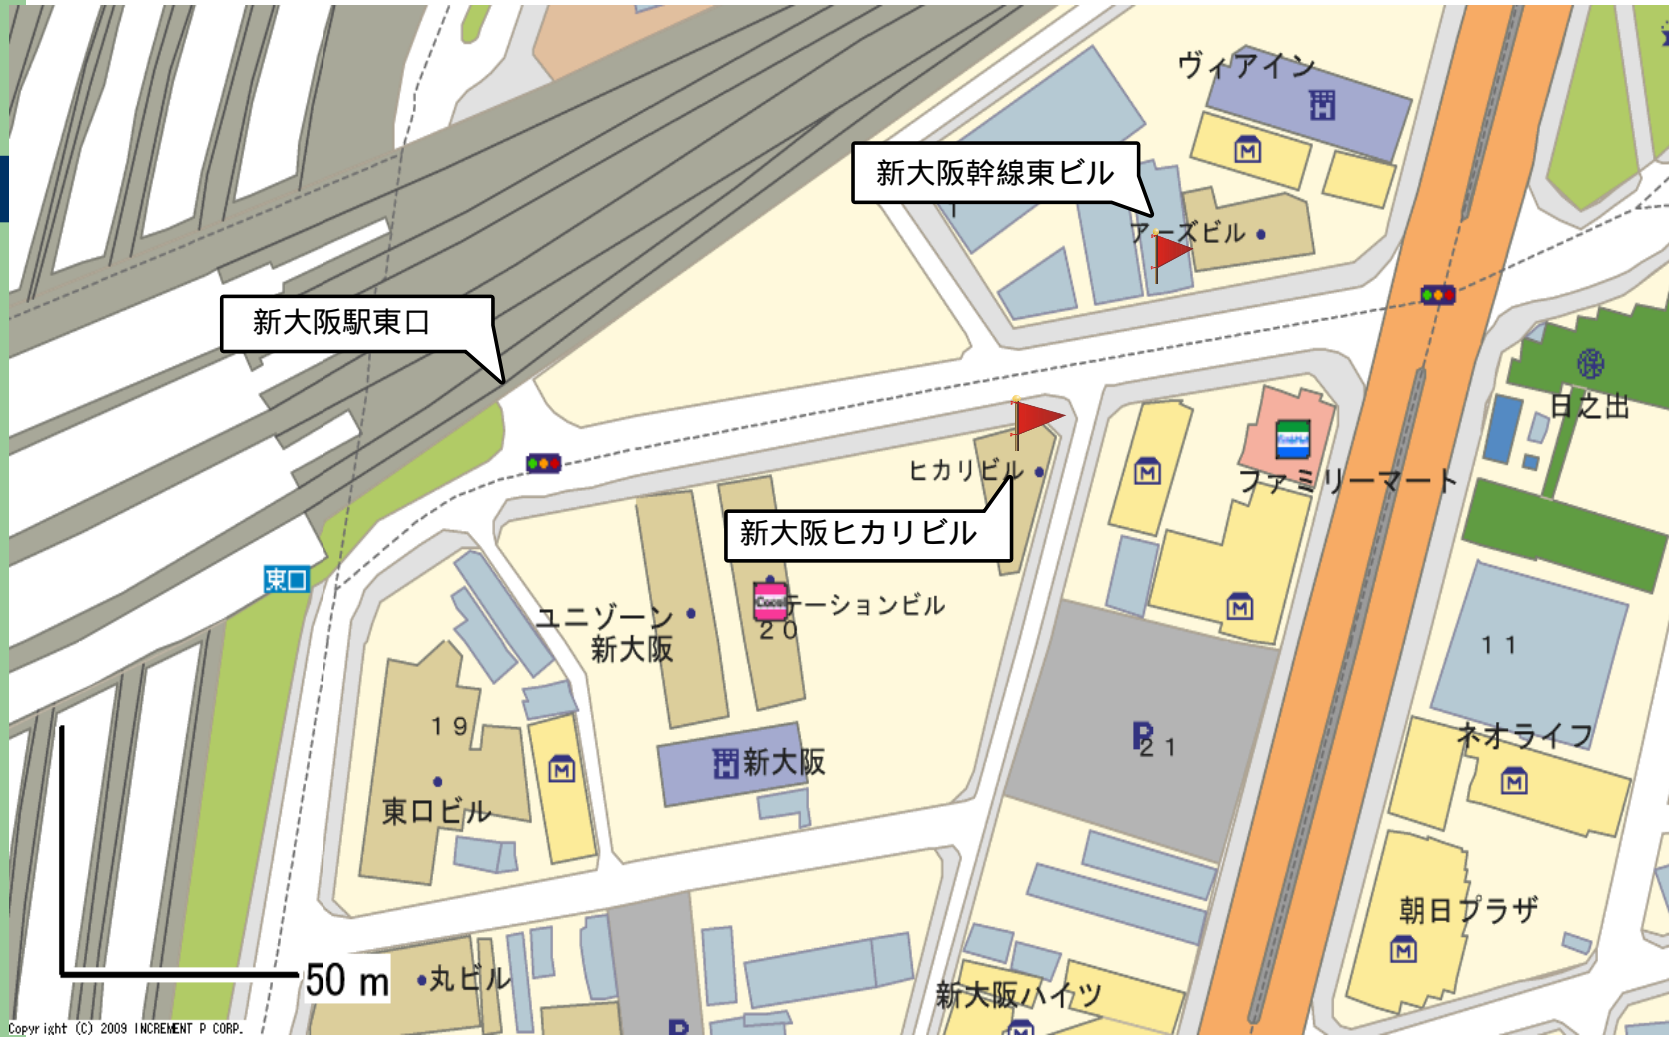 ヴィアイン
新大阪幹線東ビル
アーズビル
新大阪駅東口
保
日之出
ヒカリビル
ファミリーマート
新大阪ヒカリビル
東口
ユニゾーン
新大阪
テーションビル
20
11
19
新大阪
P
21
ネオライフ
東口ビル
朝日プラザ
50 m
丸ビル
新大阪ハイツ
P
Copyright (C) 2009 INCREMENT P CORP.